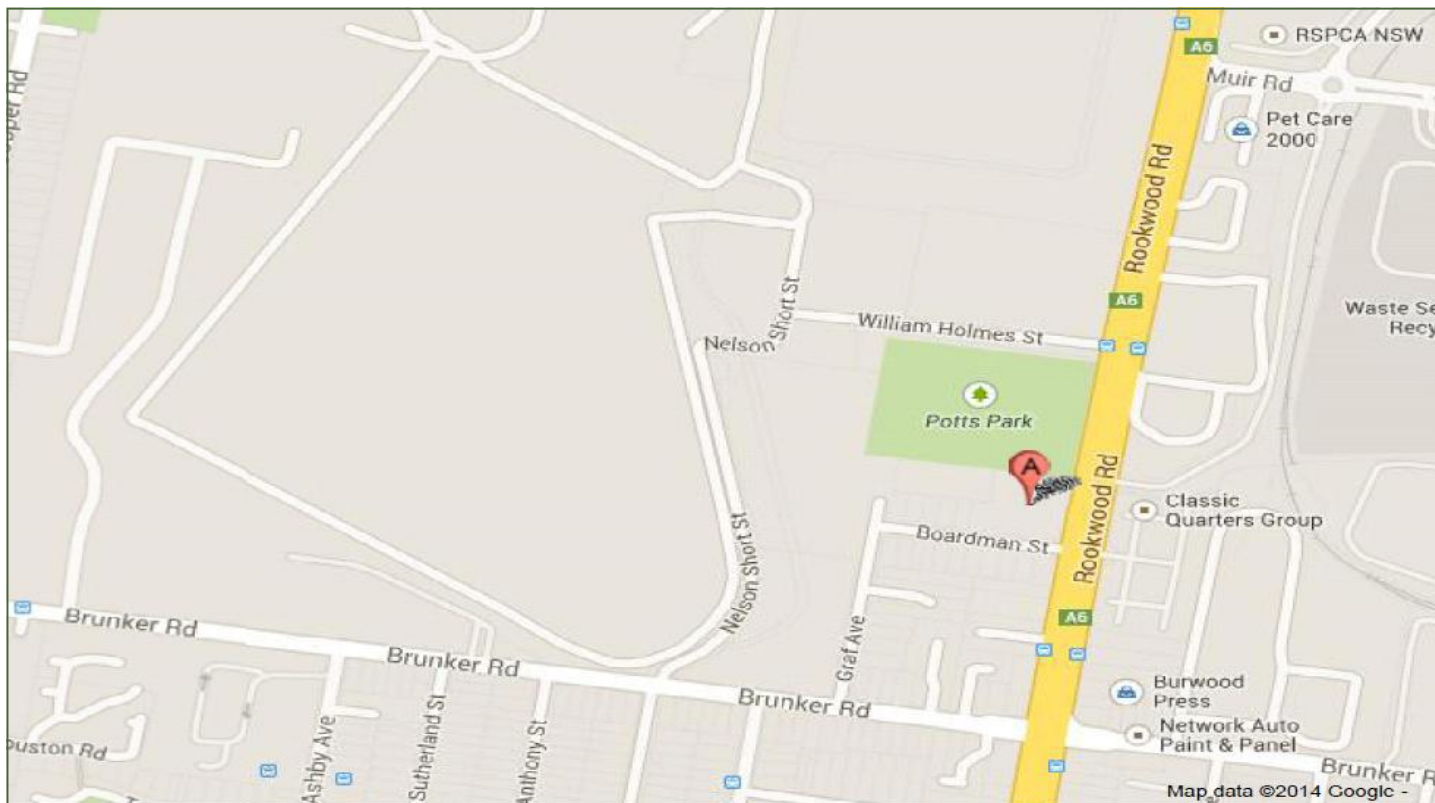 RSPCA NSW
A6
Muir Rd
Pet Care
2000
Rookwood Rd
A6
Waste Se
Recy
William Holmes St
Nelson Short St
Potts Park
A
Classic
Quarters Group
Rookwood Rd
Boardman St
Nelson Short St
A6
Graf Ave
Brunker Rd
Brunker Rd
Brunker Rd
Burwood
Press
Network Auto
Paint & Panel
Brunker R
ouston Rd
Ashby Ave
Sutherland St
Anthony St
Map data ©2014 Google -